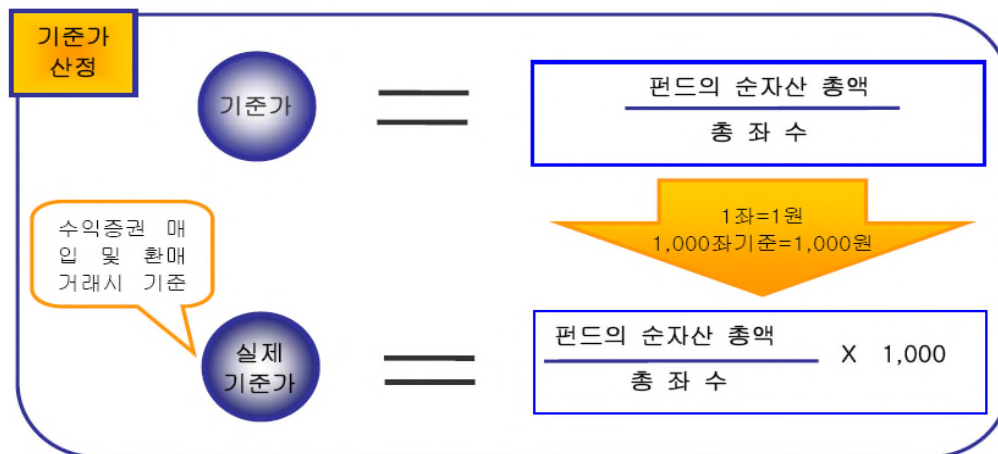 기준가
산정
기준가
펀드의 순자산 총액
총 좌 수
1좌=1원
1,000좌기준=1,000원
수익증권 매
입 및 환매
거래시 기준
실제
기준가
펀드의 순자산 총액
총 좌 수
X 1,000